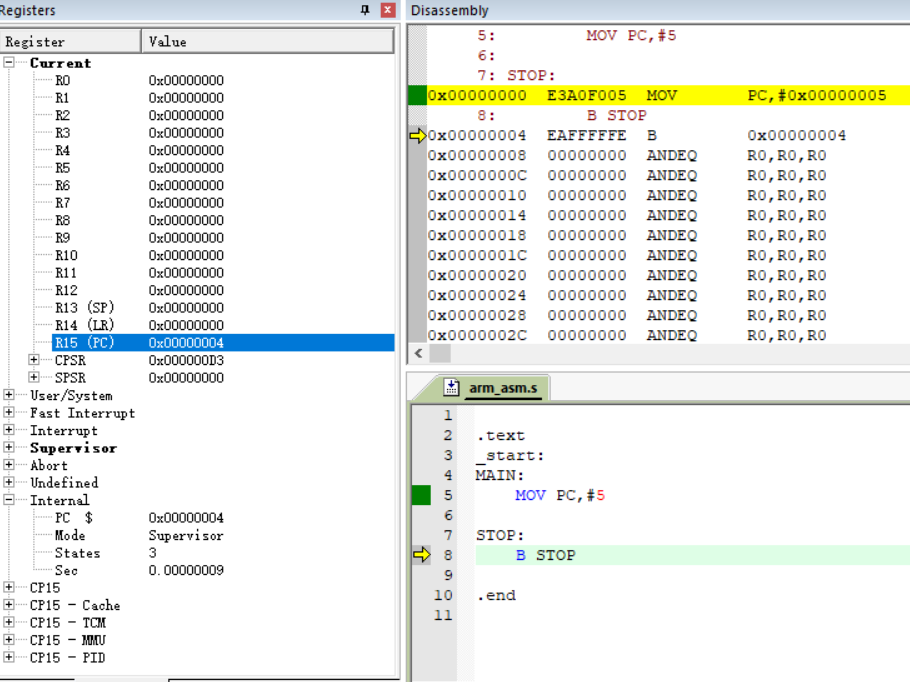 Registers
Register Value
Current
R0 0x00000000
R1 0x00000000
R2 0x00000000
R3 0x00000000
R4 0x00000000
R5 0x00000000
R6 0x00000000
R7 0x00000000
R8 0x00000000
R9 0x00000000
R10 0x00000000
R11 0x00000000
R12 0x00000000
R13 (SP) 0x00000000
R14 (LR) 0x00000000
R15 (PC) 0x00000004
CPSR 0x000000D3
SPSR 0x00000000
User/System
Fast Interrupt
Interrupt
Supervisor
Abort
Undefined
Internal
PC $ 0x00000004
Mode Supervisor
States 3
Sec 0.00000009
CP15
CP15 - Cache
CP15 - TCM
CP15 - MMU
CP15 - PID
Disassembly
5: MOV PC,#5
6:
7: STOP:
0x00000000 E3A0F005 MOV PC,#0x00000005
8: B STOP
0x00000004 EAFFFFFE B 0x00000004
0x00000008 00000000 ANDEQ R0,R0,R0
0x0000000C 00000000 ANDEQ R0,R0,R0
0x00000010 00000000 ANDEQ R0,R0,R0
0x00000014 00000000 ANDEQ R0,R0,R0
0x00000018 00000000 ANDEQ R0,R0,R0
0x0000001C 00000000 ANDEQ R0,R0,R0
0x00000020 00000000 ANDEQ R0,R0,R0
0x00000024 00000000 ANDEQ R0,R0,R0
0x00000028 00000000 ANDEQ R0,R0,R0
0x0000002C 00000000 ANDEQ R0,R0,R0
arm_asm.s
1
2 .text
3 _start:
4 MAIN:
5 MOV PC,#5
6
7 STOP:
8 B STOP
9
10 .end
11